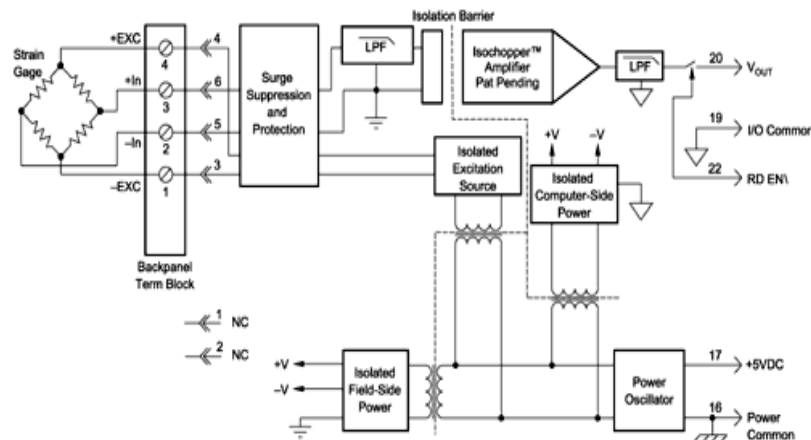 Isolation Barrier
+EXC
4
4
Strain
Gage
+In
3
6
–In
2
5
–EXC
1
3
Surge
Suppression
and
Protection
LPF
Isochopper™
Amplifier
Pat Pending
LPF
20
VOUT
19
I/O Common
22
RD EN\
Isolated
Excitation
Source
+V
–V
Isolated
Computer-Side
Power
Backpanel
Term Block
1
NC
2
NC
+V
–V
Isolated
Field-Side
Power
Power
Oscillator
17
+5VDC
16
Power
Common